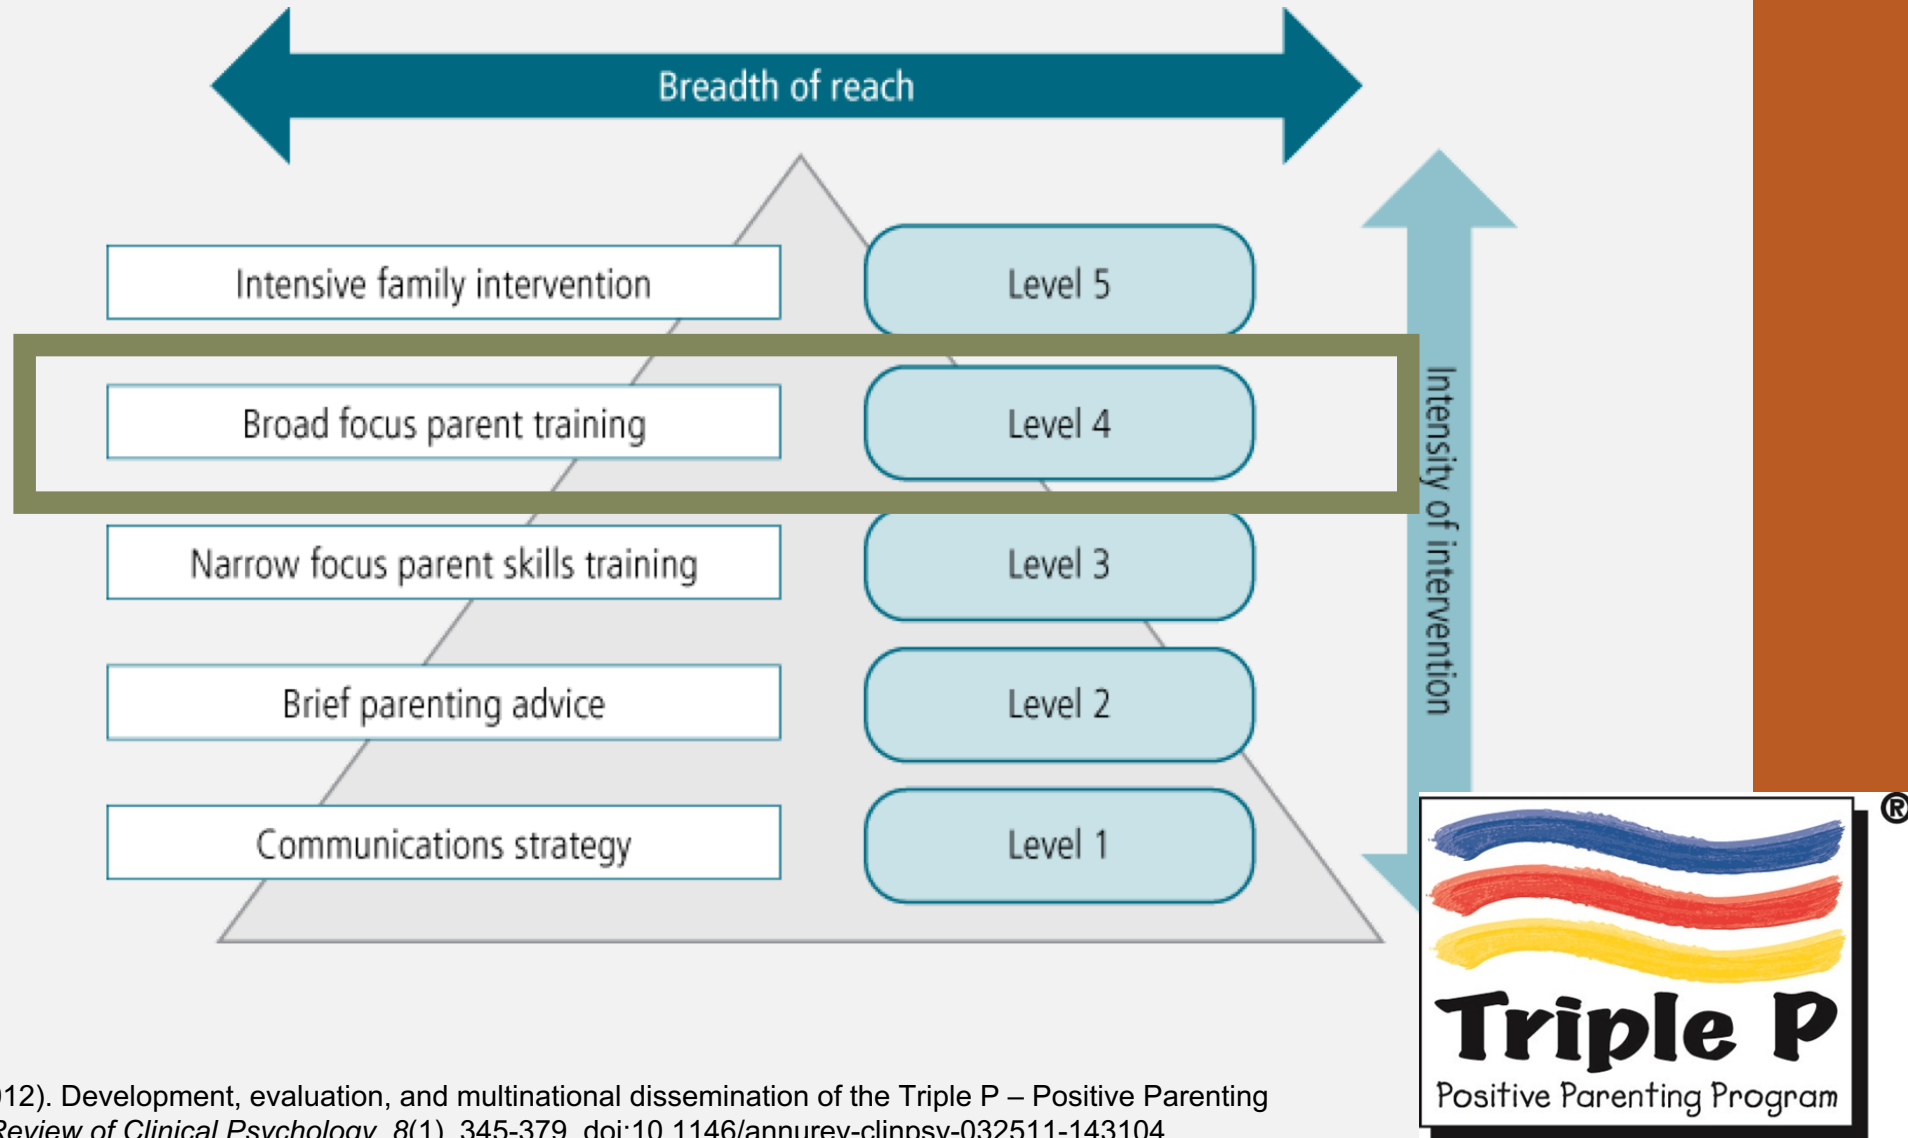 Breadth of reach
Intensive family intervention
Level 5
Broad focus parent training
Level 4
Narrow focus parent skills training
Level 3
Brief parenting advice
Level 2
Communications strategy
Level 1
Intensity of intervention
®
Triple P
Positive Parenting Program
12). Development, evaluation, and multinational dissemination of the Triple P – Positive Parenting
Review of Clinical Psychology, 8(1), 345-379. doi:10.1146/annurev-clinpsy-032511-143104